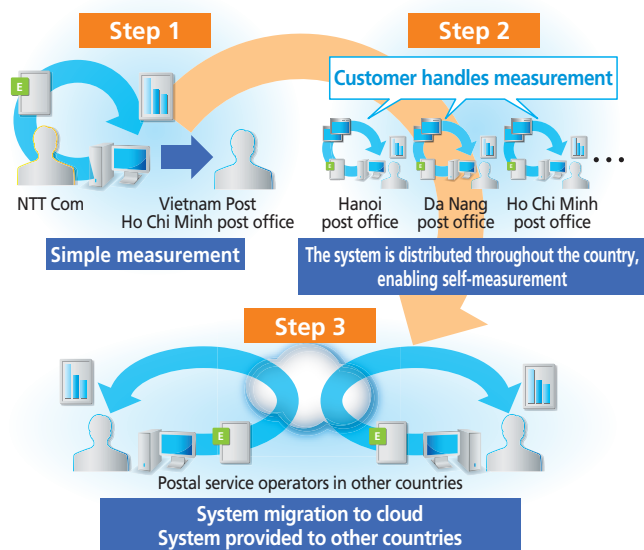 Step 1
E
NTT Com
Vietnam Post
Ho Chi Minh post office
Simple measurement
Step 2
Customer handles measurement
E
E
E
...
Hanoi
post office
Da Nang
post office
Ho Chi Minh
post office
The system is distributed throughout the country,
enabling self-measurement
Step 3
E
E
Postal service operators in other countries
System migration to cloud
System provided to other countries